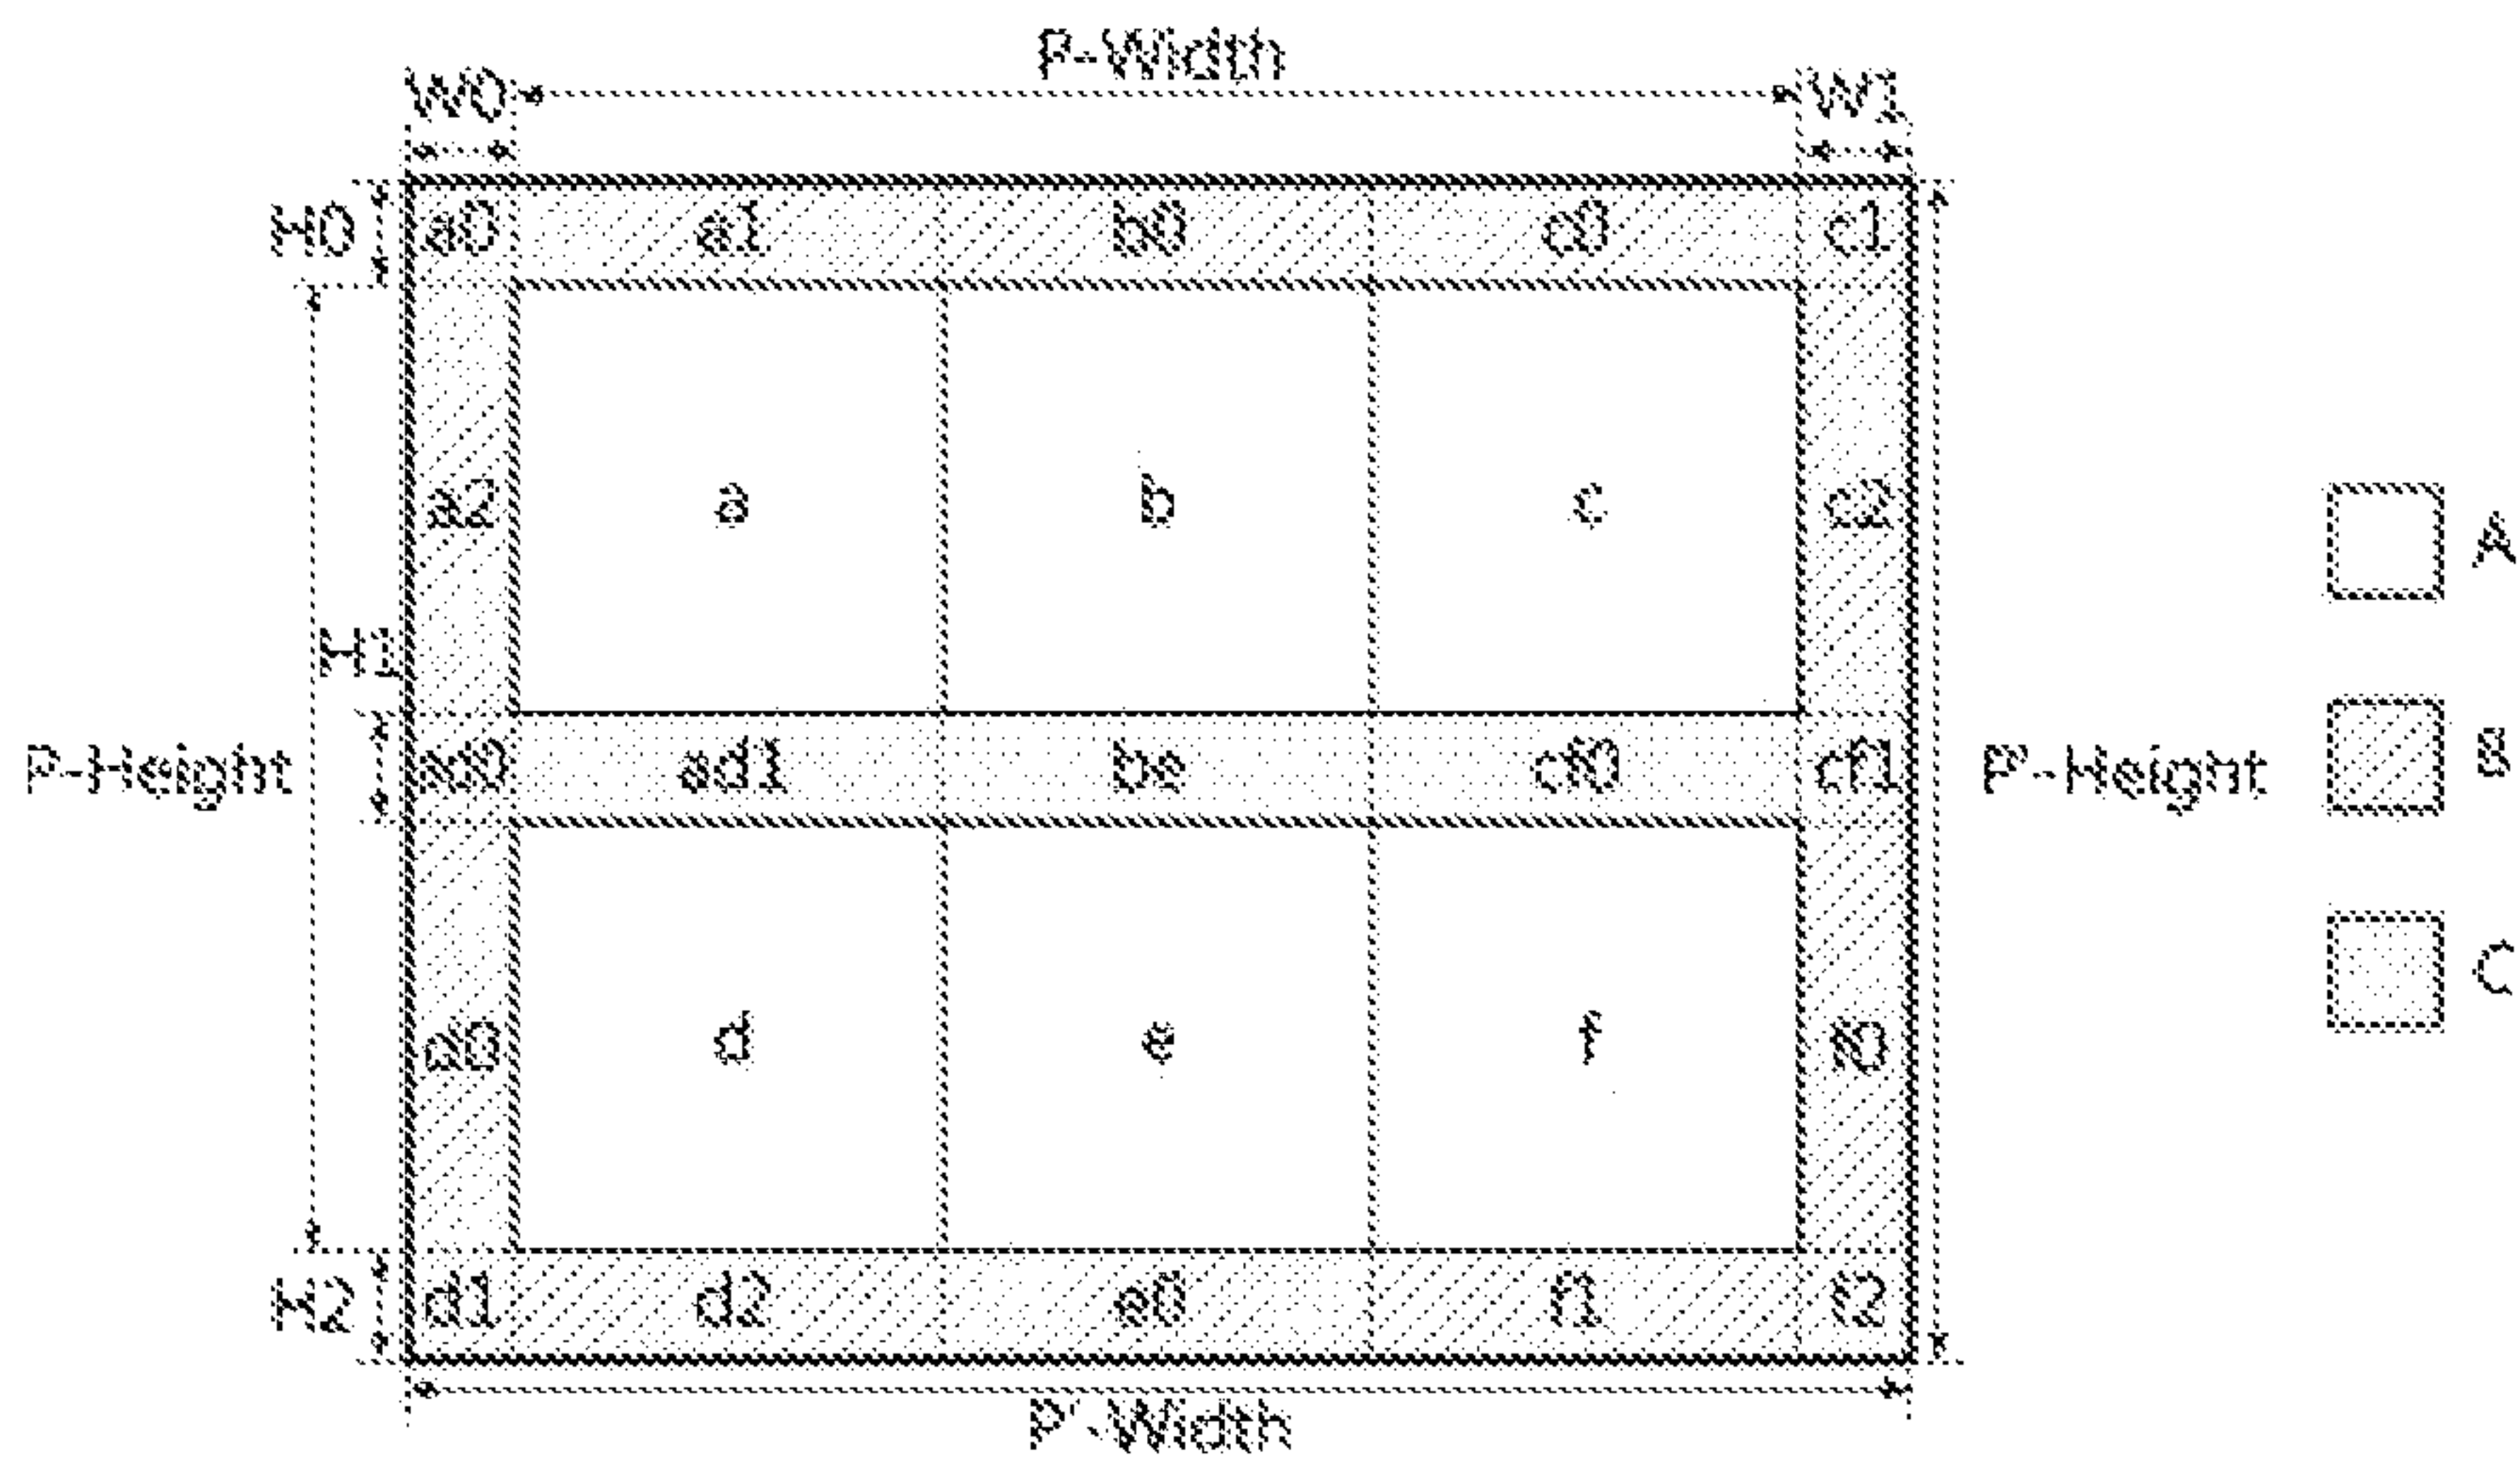 P-Width
W0 W1
H0 a0 a1 b0 c0 c1
a2 a b c c2
A
H1
P-Height ad0 ad1 be cf0 cf1 P'-Height B
C
d0 d e f f0
H2 d1 d2 e0 f1 f2
P'-Width